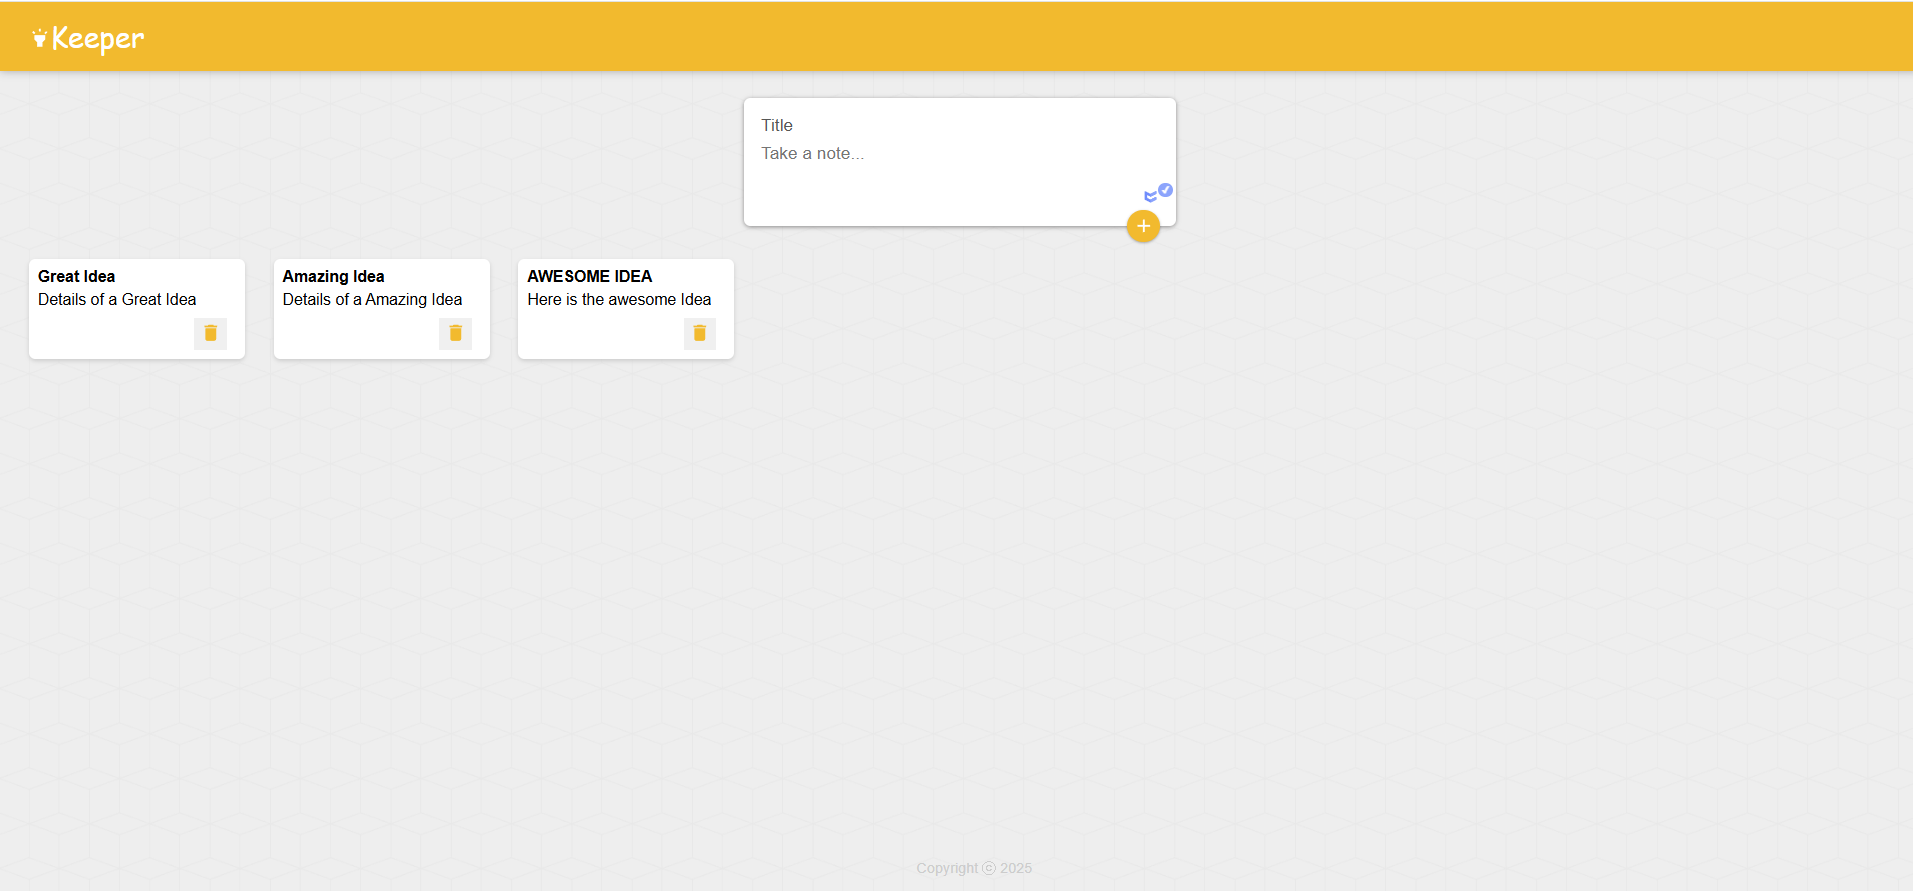 Keeper
Title
Take a note...
Great Idea
Details of a Great Idea
Amazing Idea
Details of a Amazing Idea
AWESOME IDEA
Here is the awesome Idea
Copyright ⓒ 2025